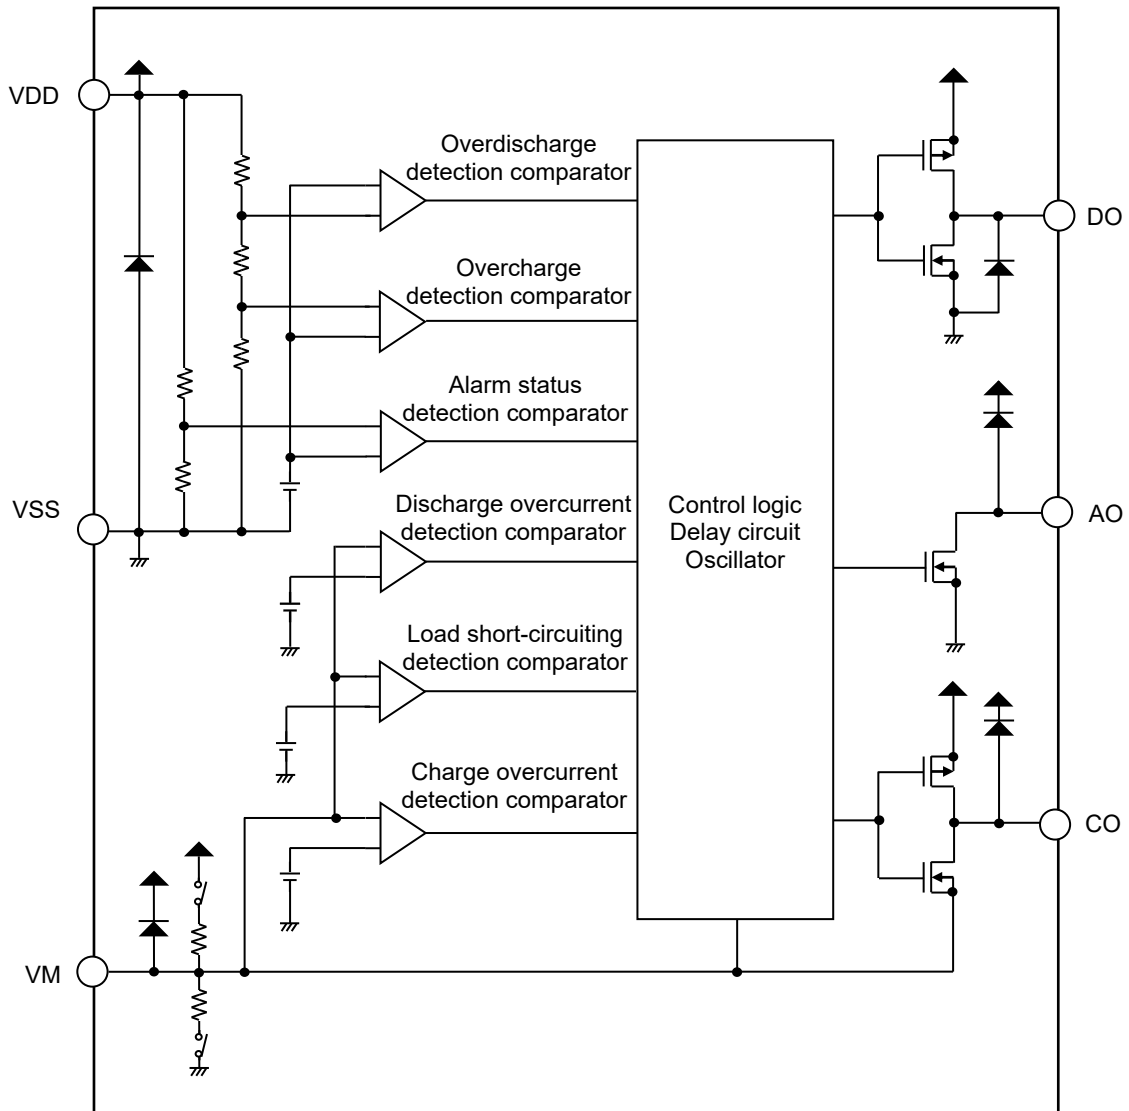 VDD
Overdischarge
detection comparator
DO
Overcharge
detection comparator
Alarm status
detection comparator
VSS
Discharge overcurrent
detection comparator
Control logic
Delay circuit
Oscillator
AO
Load short-circuiting
detection comparator
Charge overcurrent
detection comparator
CO
VM